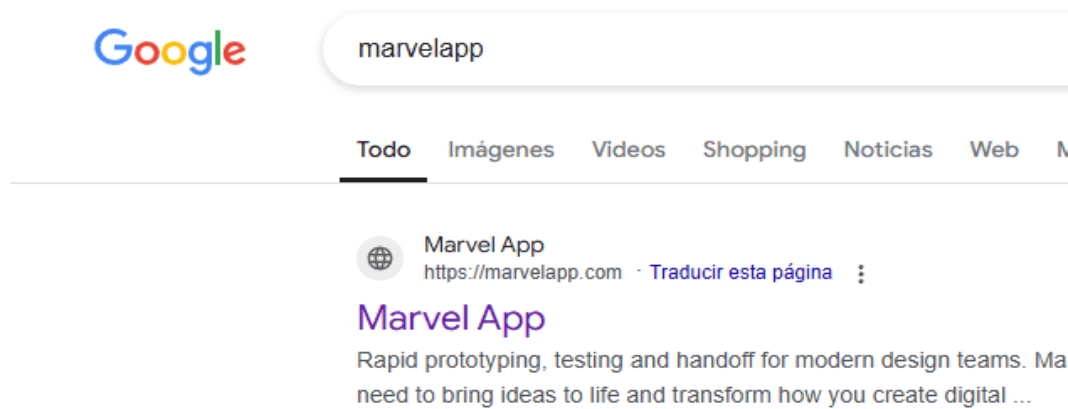 Google
marvelapp
Todo Imágenes Videos Shopping Noticias Web
Marvel App
https://marvelapp.com · Traducir esta página
Marvel App
Rapid prototyping, testing and handoff for modern design teams. Ma
need to bring ideas to life and transform how you create digital ...